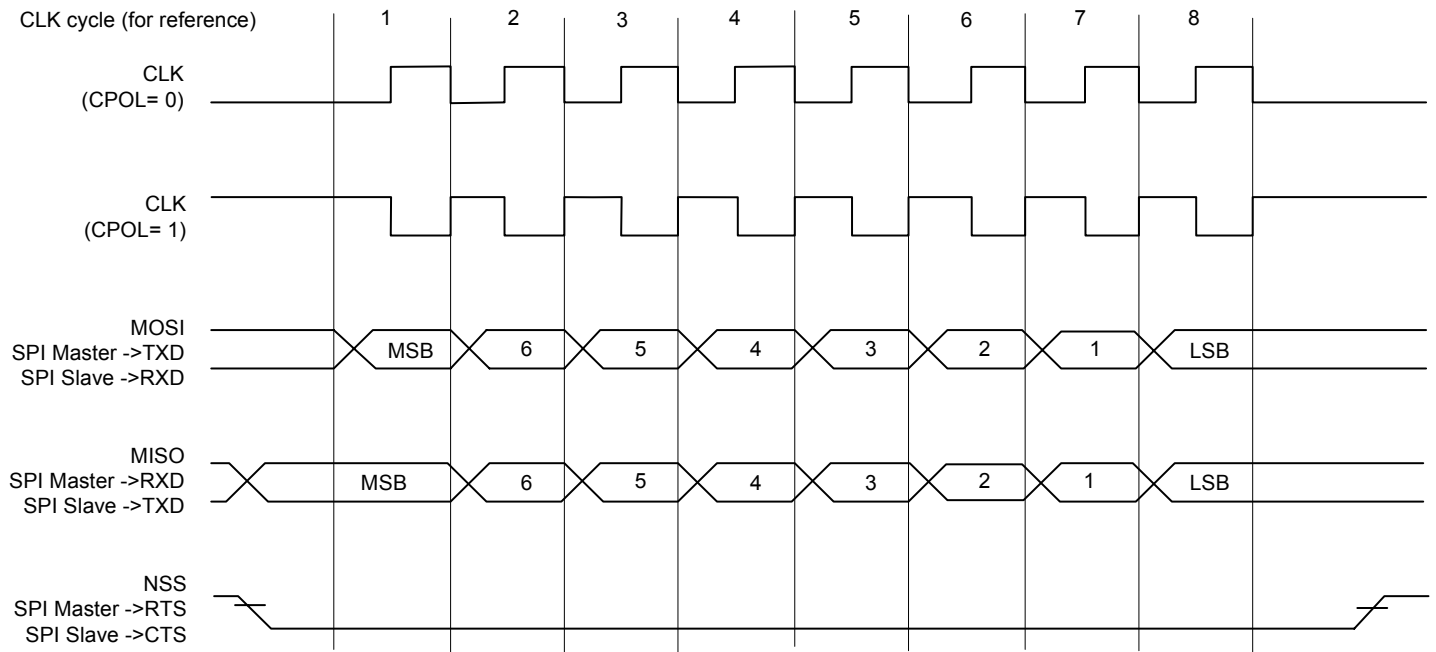 CLK cycle (for reference) 1 2 3 4 5 6 7 8
CLK
(CPOL= 0)
CLK
(CPOL= 1)
MOSI
SPI Master ->TXD
SPI Slave ->RXD
MSB 6 5 4 3 2 1 LSB
MISO
SPI Master ->RXD
SPI Slave ->TXD
MSB 6 5 4 3 2 1 LSB
NSS
SPI Master ->RTS
SPI Slave ->CTS